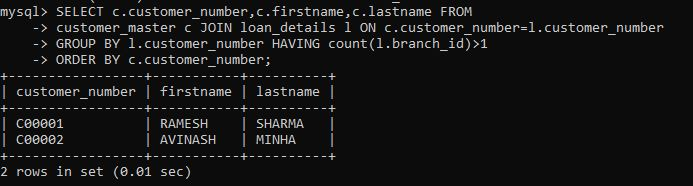 mysql> SELECT c.customer_number,c.firstname,c.lastname FROM
    -> customer_master c JOIN loan_details l ON c.customer_number=l.customer_number
    -> GROUP BY l.customer_number HAVING count(l.branch_id)>1
    -> ORDER BY c.customer_number;
+-----------------+-----------+----------+
| customer_number | firstname | lastname |
+-----------------+-----------+----------+
| C00001          | RAMESH    | SHARMA   |
| C00002          | AVINASH   | MINHA    |
+-----------------+-----------+----------+
2 rows in set (0.01 sec)